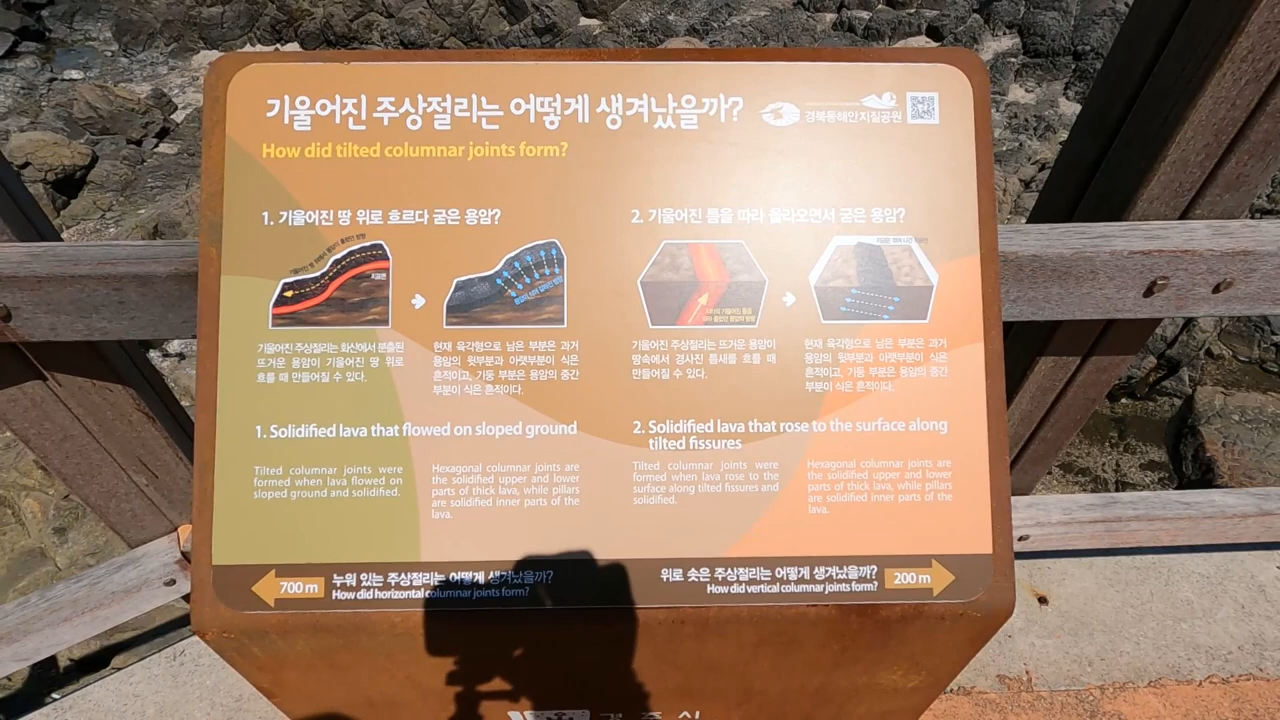 기울어진 주상절리는 어떻게 생겨났을까?
경북동해안지질공원
How did tilted columnar joints form?
1. 기울어진 땅 위로 흐르다 굳은 용암?
기울어진 주상절리는 화산에서 분출된
뜨거운 용암이 기울어진 땅 위로
흐를 때 만들어질 수 있다.
현재 육각형으로 남은 부분은 과거
용암의 윗부분과 아랫부분이 식은
흔적이고, 기둥 부분은 용암의 중간
부분이 식은 흔적이다.
2. 기울어진 틈을 따라 올라오면서 굳은 용암?
기울어진 주상절리는 뜨거운 용암이
땅속에서 경사진 틈새를 흐를 때
만들어질 수 있다.
현재 육각형으로 남은 부분은 과거
용암의 윗부분과 아랫부분이 식은
흔적이고, 기둥 부분은 용암의 중간
부분이 식은 흔적이다.
1. Solidified lava that flowed on sloped ground
Tilted columnar joints were
formed when lava flowed on
sloped ground and solidified.
Hexagonal columnar joints are
the solidified upper and lower
parts of thick lava, while pillars
are solidified inner parts of the
lava.
2. Solidified lava that rose to the surface along
tilted fissures
Tilted columnar joints were
formed when lava rose to the
surface along tilted fissures and
solidified.
Hexagonal columnar joints are
the solidified upper and lower
parts of thick lava, while pillars
are solidified inner parts of the
lava.
700 m
누워 있는 주상절리는 어떻게 생겨났을까?
How did horizontal columnar joints form?
위로 솟은 주상절리는 어떻게 생겨났을까?
How did vertical columnar joints form?
200 m